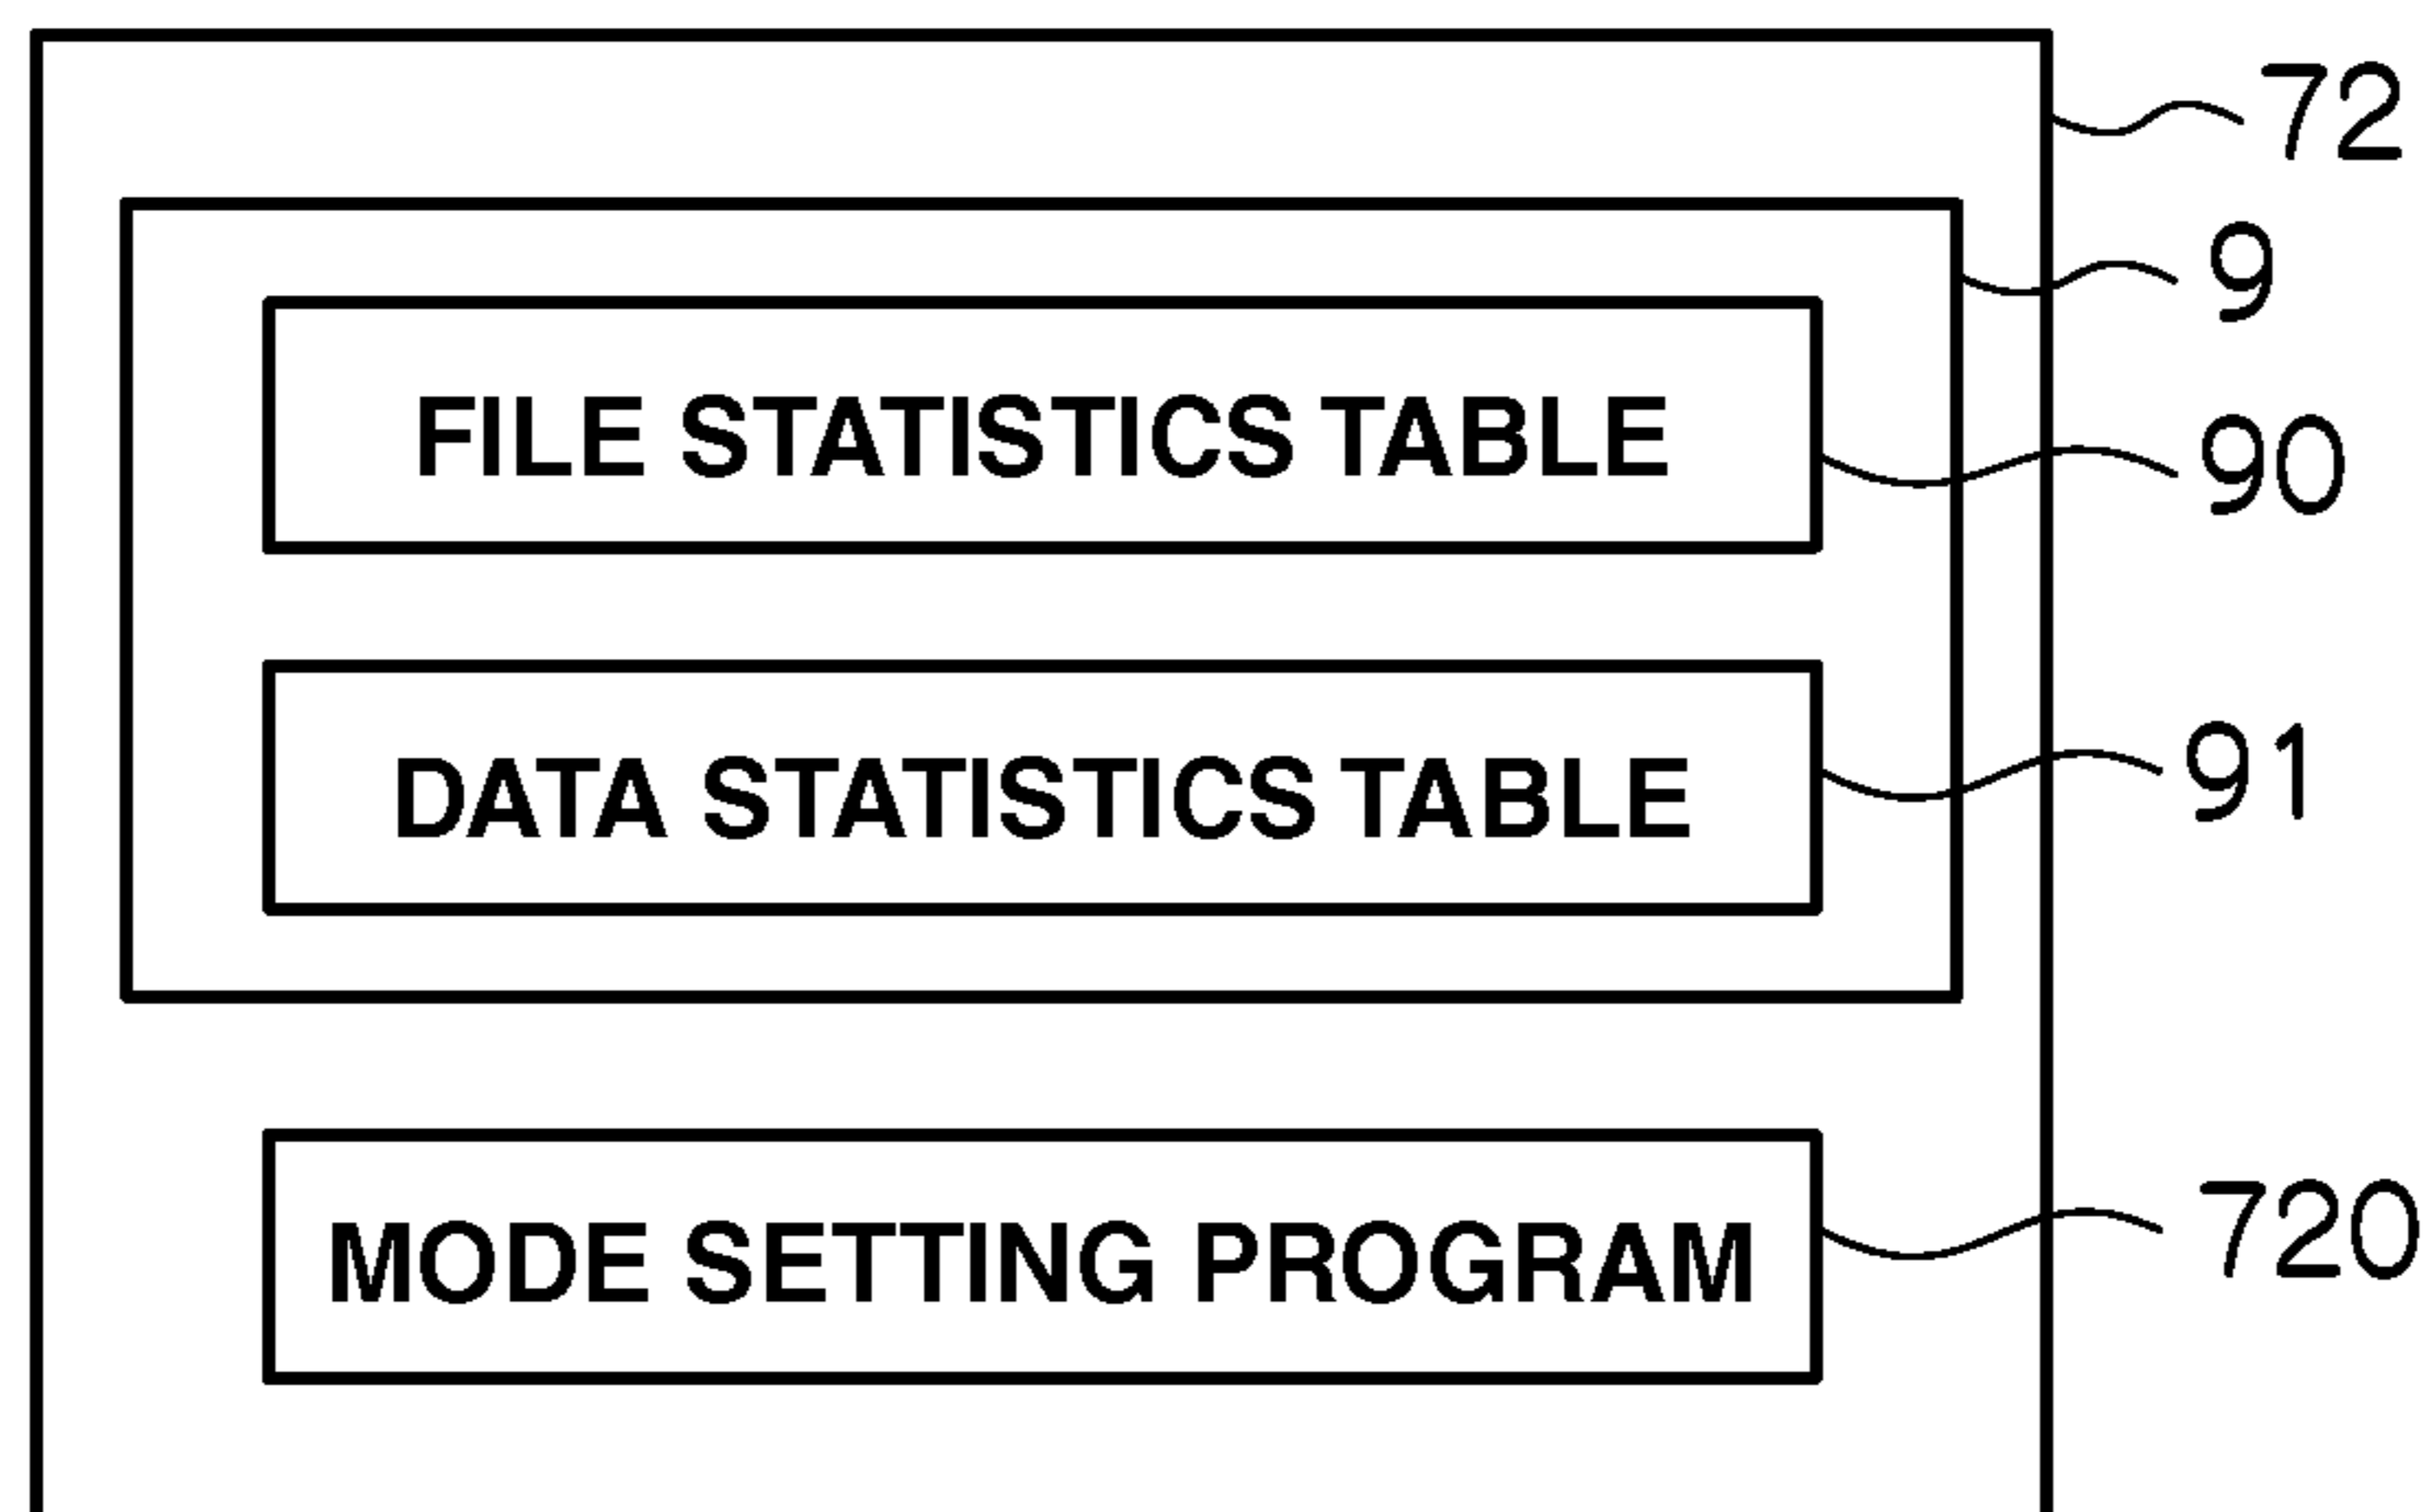 72
9
FILE STATISTICS TABLE
90
DATA STATISTICS TABLE
91
MODE SETTING PROGRAM
720